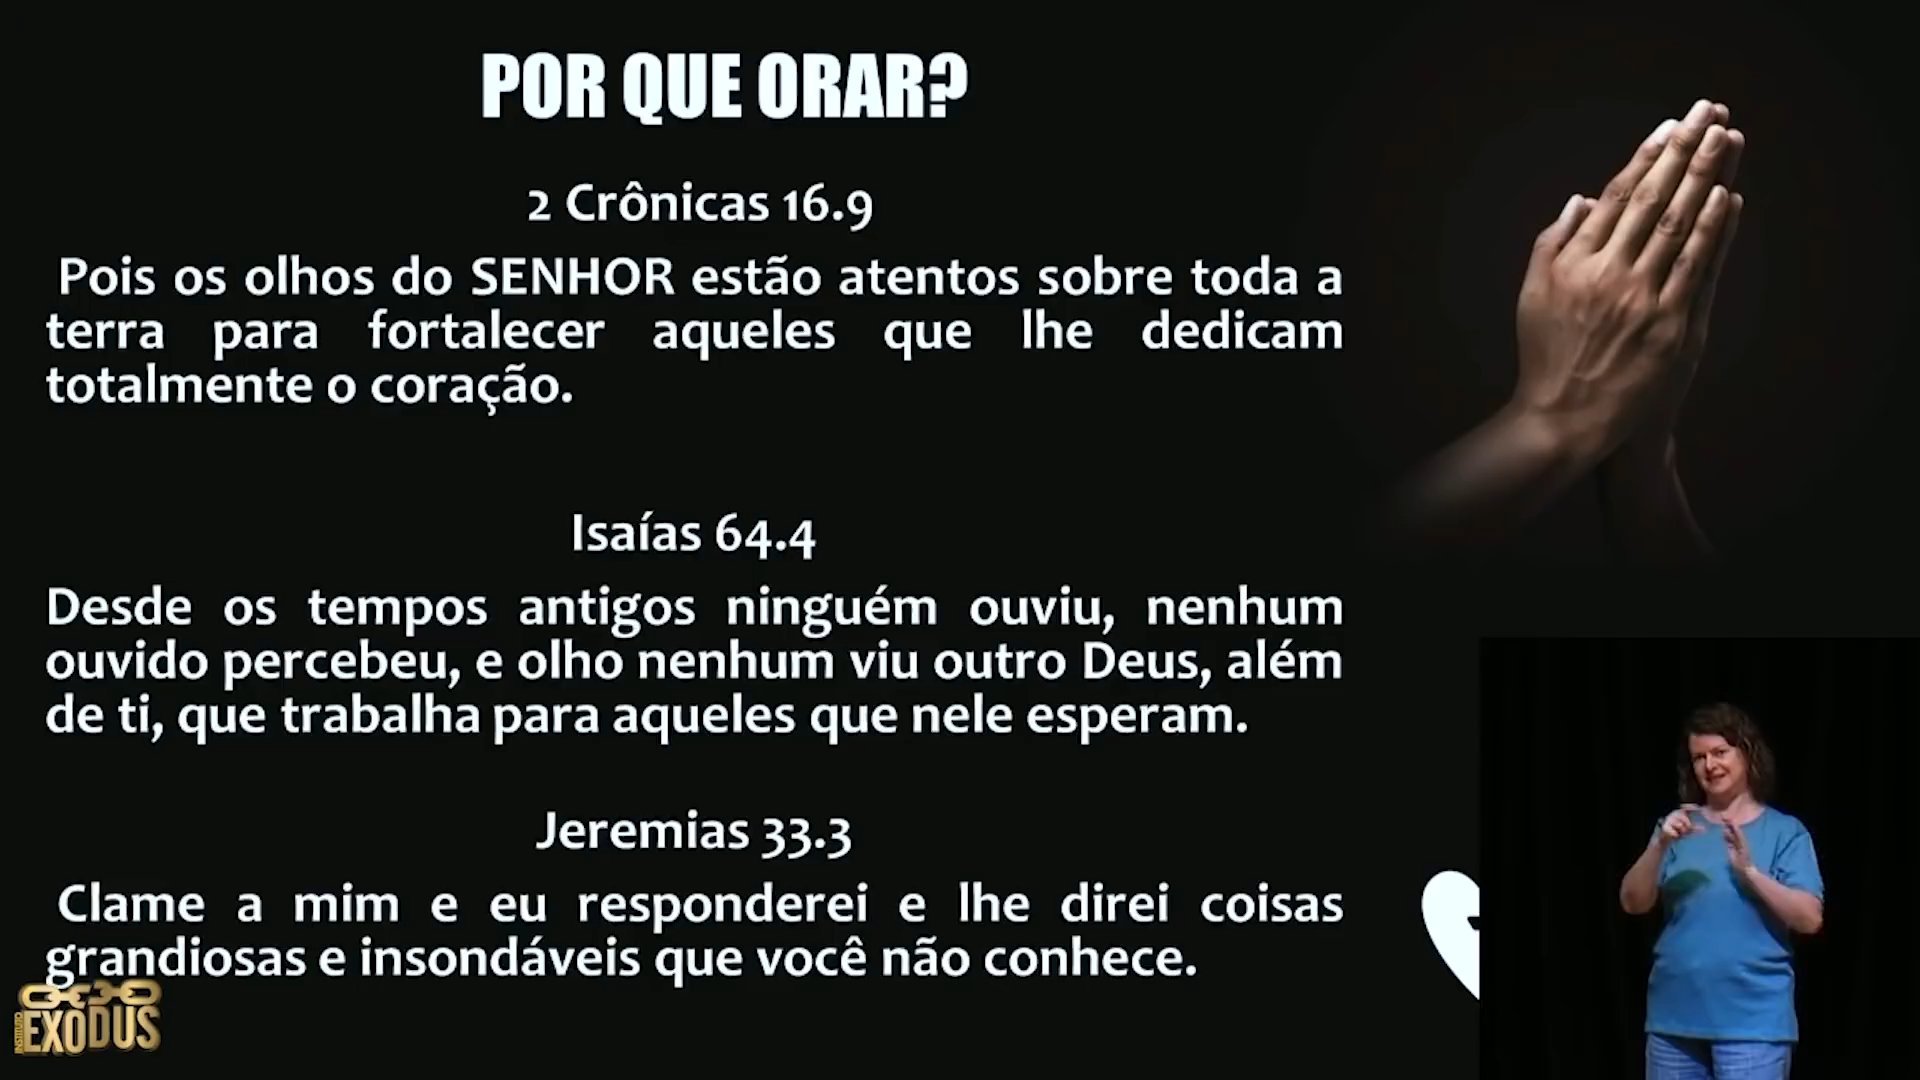 POR QUE ORAR?
2 Crônicas 16.9
Pois os olhos do SENHOR estão atentos sobre toda a
terra para fortalecer aqueles que lhe dedicam
totalmente o coração.
Isaías 64.4
Desde os tempos antigos ninguém ouviu, nenhum
ouvido percebeu, e olho nenhum viu outro Deus, além
de ti, que trabalha para aqueles que nele esperam.
Jeremias 33.3
Clame a mim e eu responderei e lhe direi coisas
grandiosas e insondáveis que você não conhece.
INSTITUTO
EXODUS